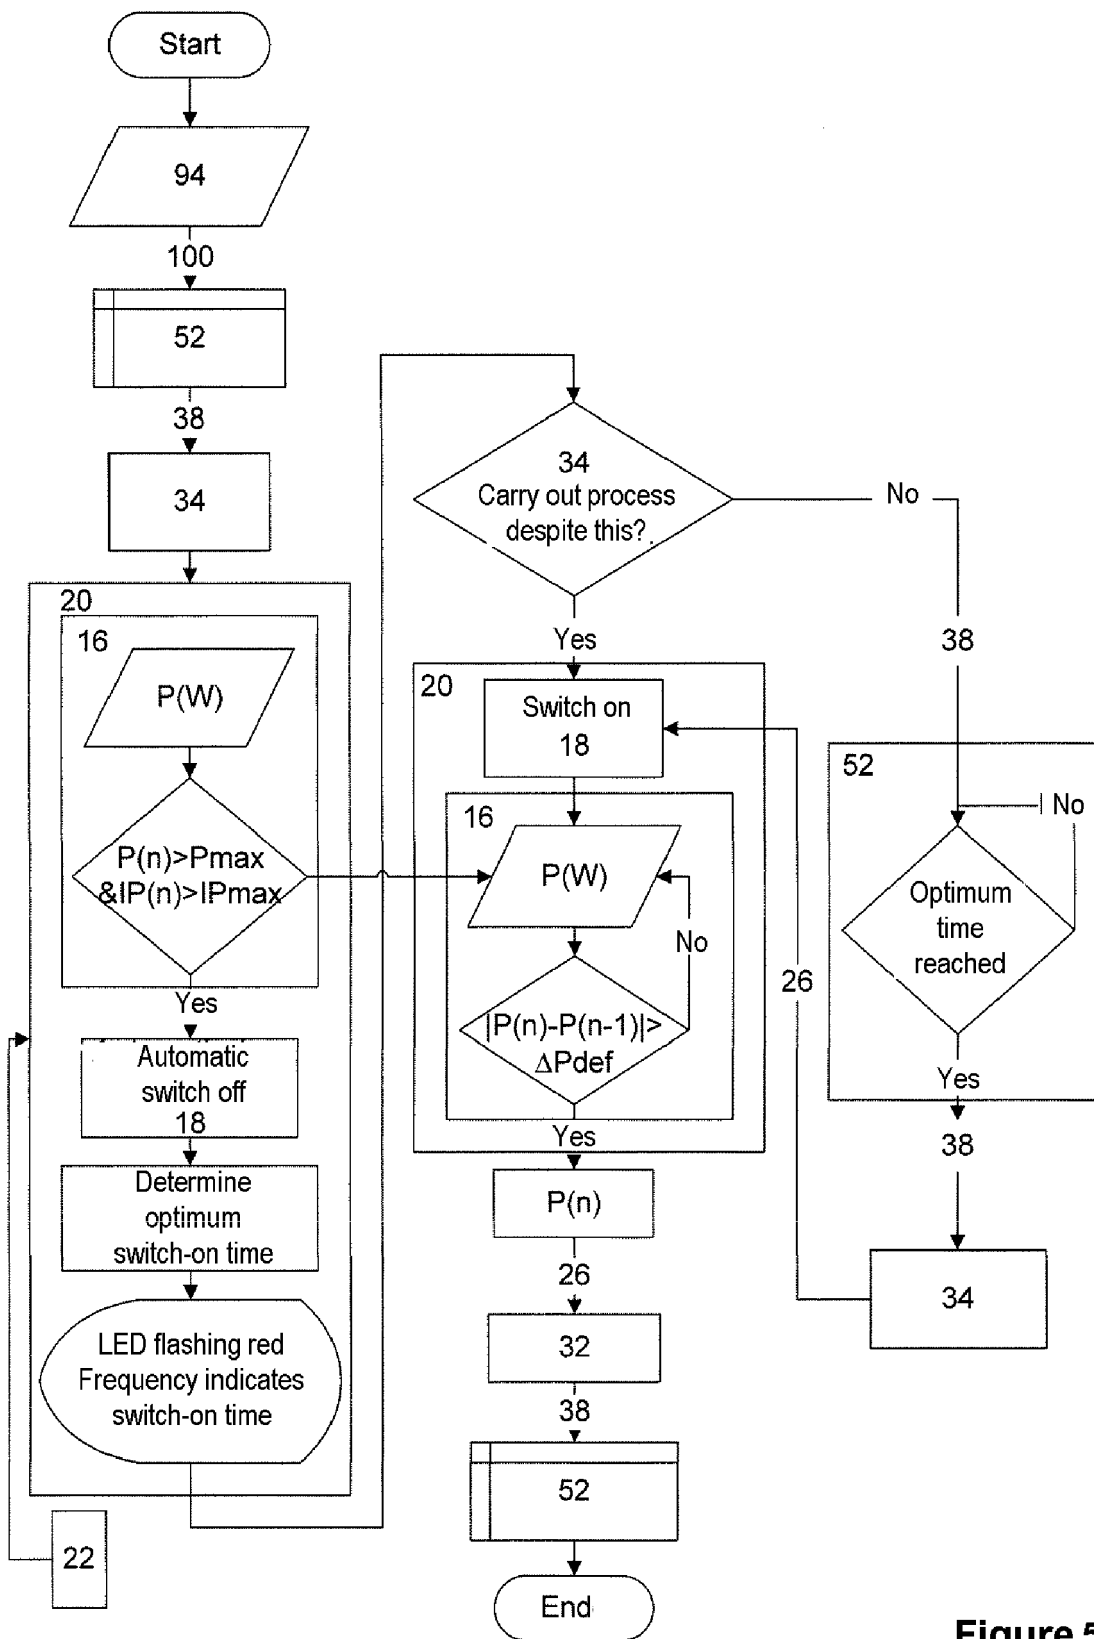 Start
94
100
52
38
34
20
16
P(W)
P(n)>Pmax
&IP(n)>IPmax
Yes
Automatic
switch off
18
Determine
optimum
switch-on time
LED flashing red
Frequency indicates
switch-on time
22
34
Carry out process
despite this?
No
Yes
20
Switch on
18
16
P(W)
No
|P(n)-P(n-1)|>
ΔPdef
Yes
P(n)
26
32
38
52
End
38
52
No
Optimum
time
reached
Yes
38
34
26
Figure 5